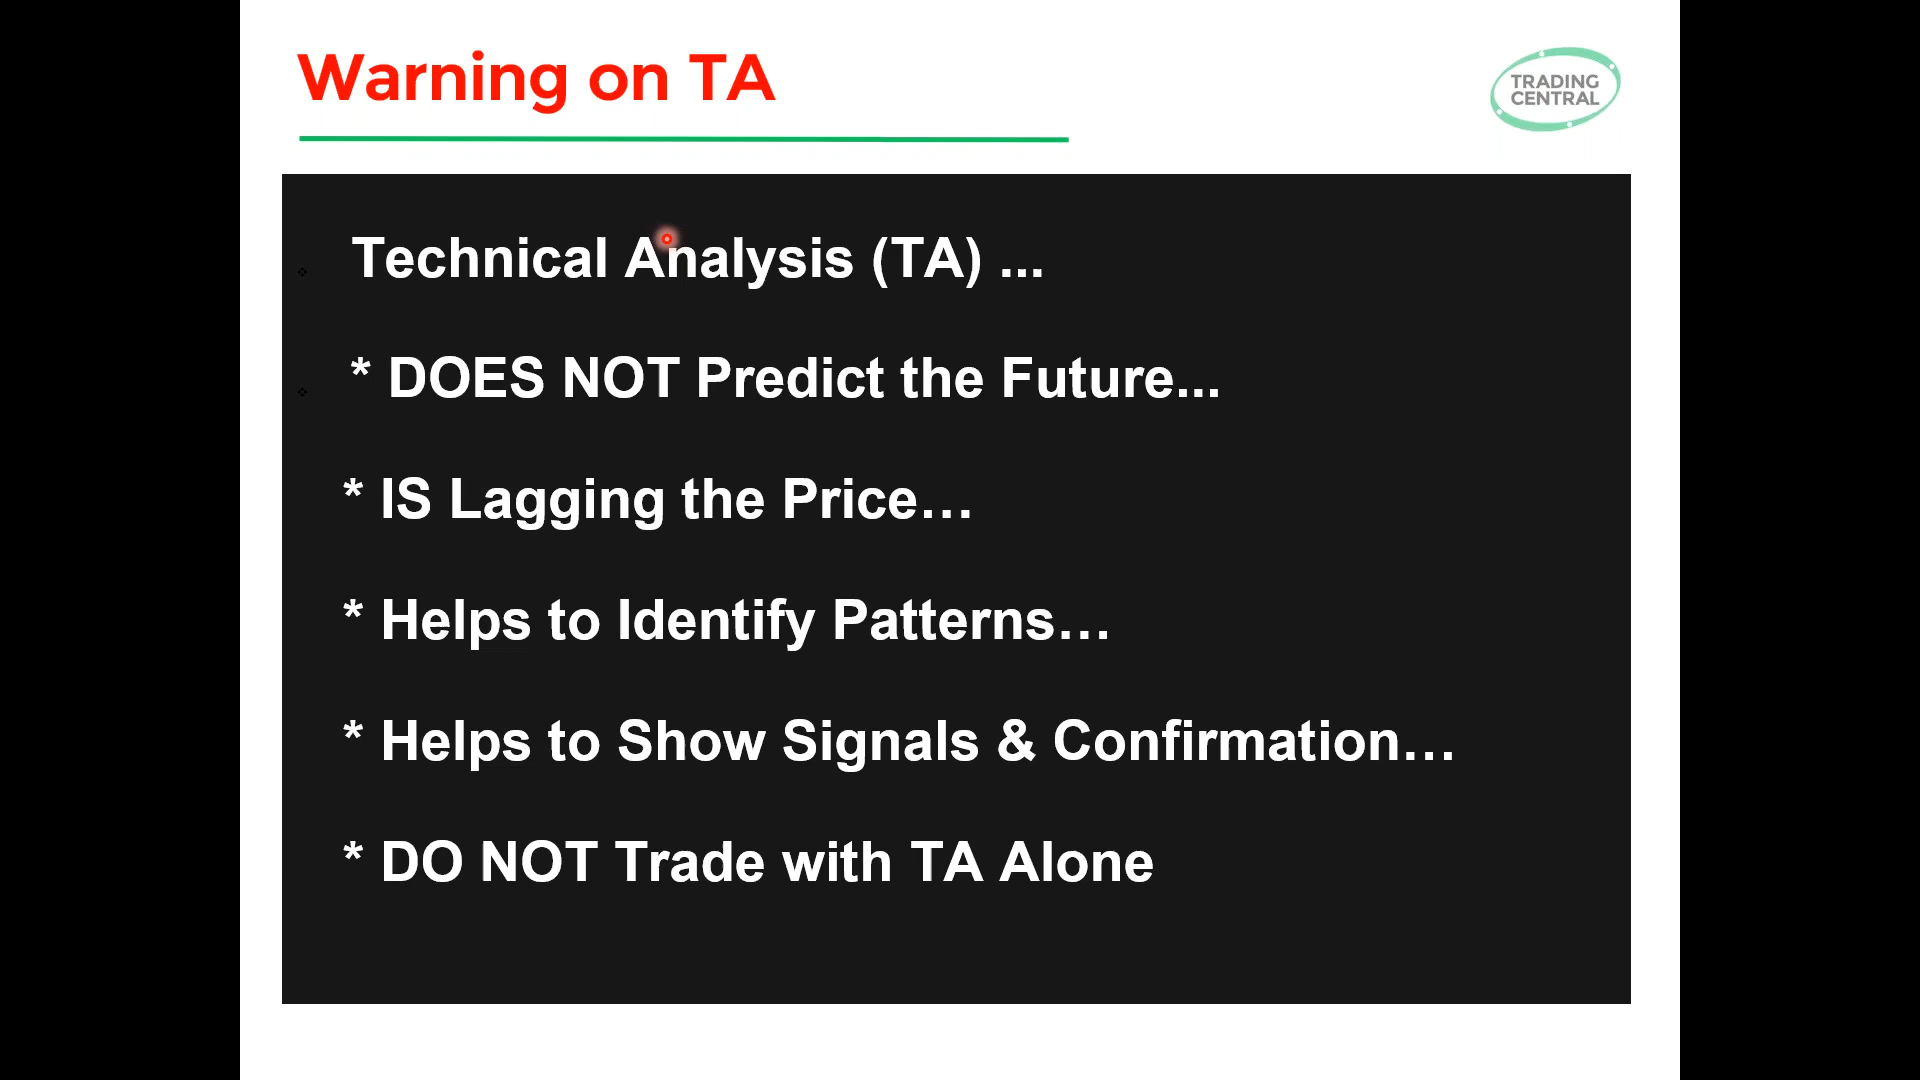 Warning on TA
TRADING
CENTRAL
Technical Analysis (TA) ...
* DOES NOT Predict the Future...
* IS Lagging the Price…
* Helps to Identify Patterns…
* Helps to Show Signals & Confirmation…
* DO NOT Trade with TA Alone